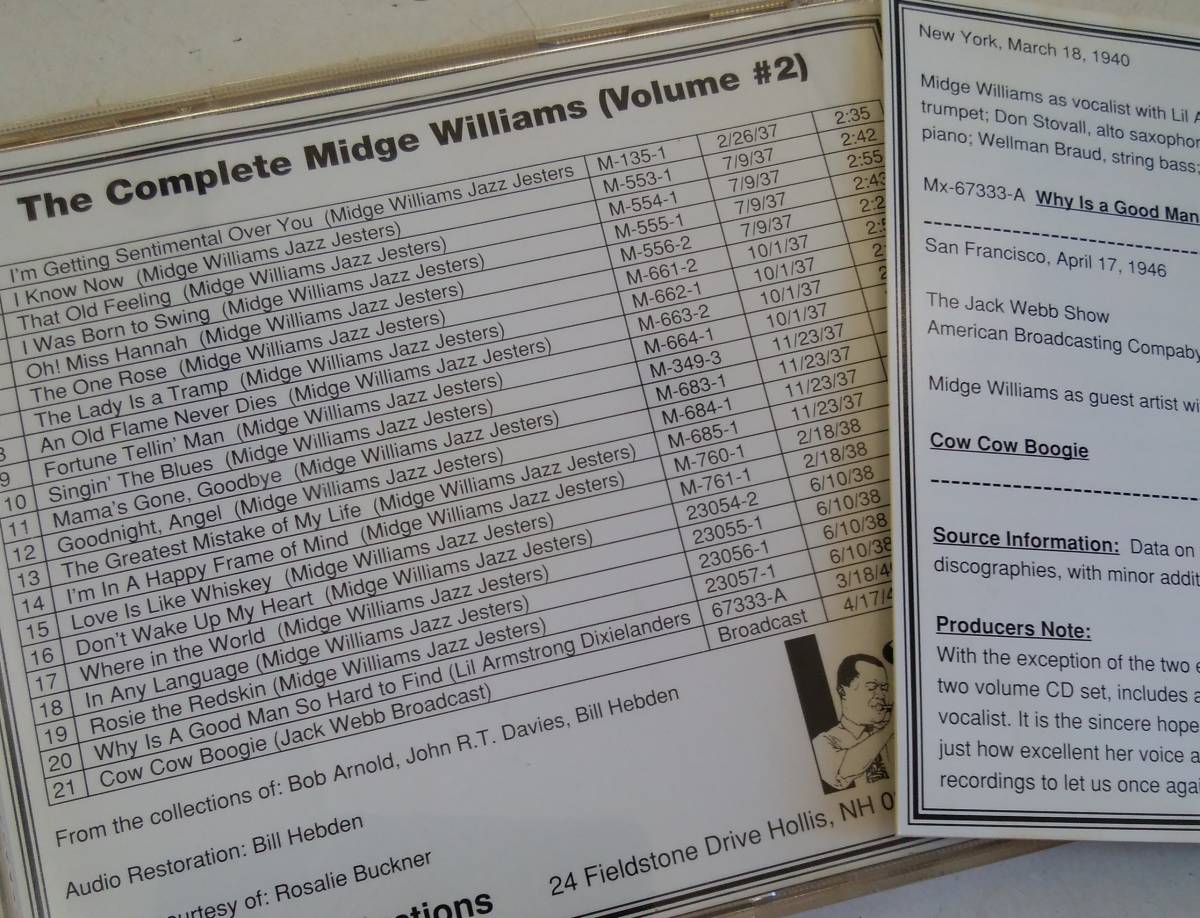 The Complete Midge Williams (Volume #2)
I'm Getting Sentimental Over You (Midge Williams Jazz Jesters M-135-1 2/26/37 2:35
I Know Now (Midge Williams Jazz Jesters) M-553-1 7/9/37 2:42
That Old Feeling (Midge Williams Jazz Jesters) M-554-1 7/9/37 2:55
I Was Born to Swing (Midge Williams Jazz Jesters) M-555-1 7/9/37 2:43
Oh! Miss Hannah (Midge Williams Jazz Jesters) M-556-2 7/9/37 2:2
The One Rose (Midge Williams Jazz Jesters) M-661-2 10/1/37
The Lady Is a Tramp (Midge Williams Jazz Jesters) M-662-1 10/1/37
An Old Flame Never Dies (Midge Williams Jazz Jesters) M-663-2 10/1/37
9 Fortune Tellin' Man (Midge Williams Jazz Jesters) M-664-1 10/1/37
10 Singin' The Blues (Midge Williams Jazz Jesters) M-349-3 11/23/37
11 Mama's Gone, Goodbye (Midge Williams Jazz Jesters) M-683-1 11/23/37
12 Goodnight, Angel (Midge Williams Jazz Jesters) M-684-1 11/23/37
13 The Greatest Mistake of My Life (Midge Williams Jazz Jesters) M-685-1 11/23/37
14 I'm In A Happy Frame of Mind (Midge Williams Jazz Jesters) M-760-1 2/18/38
15 Love Is Like Whiskey (Midge Williams Jazz Jesters) M-761-1 2/18/38
16 Don't Wake Up My Heart (Midge Williams Jazz Jesters) 23054-2 6/10/38
17 Where in the World (Midge Williams Jazz Jesters) 23055-1 6/10/38
18 In Any Language (Midge Williams Jazz Jesters) 23056-1 6/10/38
19 Rosie the Redskin (Midge Williams Jazz Jesters) 23057-1 6/10/38
20 Why Is A Good Man So Hard to Find (Lil Armstrong Dixielanders 67333-A 3/18/4
21 Cow Cow Boogie (Jack Webb Broadcast) Broadcast 4/17/4
From the collections of: Bob Arnold, John R.T. Davies, Bill Hebden
Audio Restoration: Bill Hebden
urtesy of: Rosalie Buckner
ctions
24 Fieldstone Drive Hollis, NH 0
New York, March 18, 1940
Midge Williams as vocalist with Lil A
trumpet; Don Stovall, alto saxophon
piano; Wellman Braud, string bass;
Mx-67333-A Why Is a Good Man
San Francisco, April 17, 1946
The Jack Webb Show
American Broadcasting Compaby
Midge Williams as guest artist wi
Cow Cow Boogie
Source Information: Data on
discographies, with minor addit
Producers Note:
With the exception of the two e
two volume CD set, includes a
vocalist. It is the sincere hope
just how excellent her voice a
recordings to let us once agai